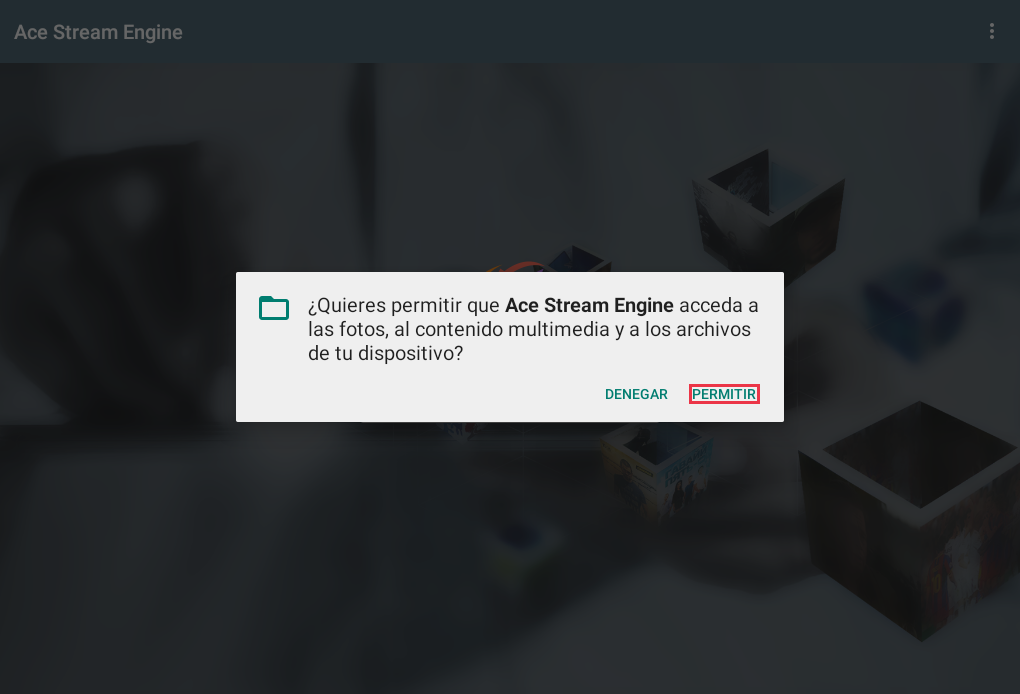 Ace Stream Engine
¿Quieres permitir que Ace Stream Engine acceda a
las fotos, al contenido multimedia y a los archivos
de tu dispositivo?
DENEGAR PERMITIR